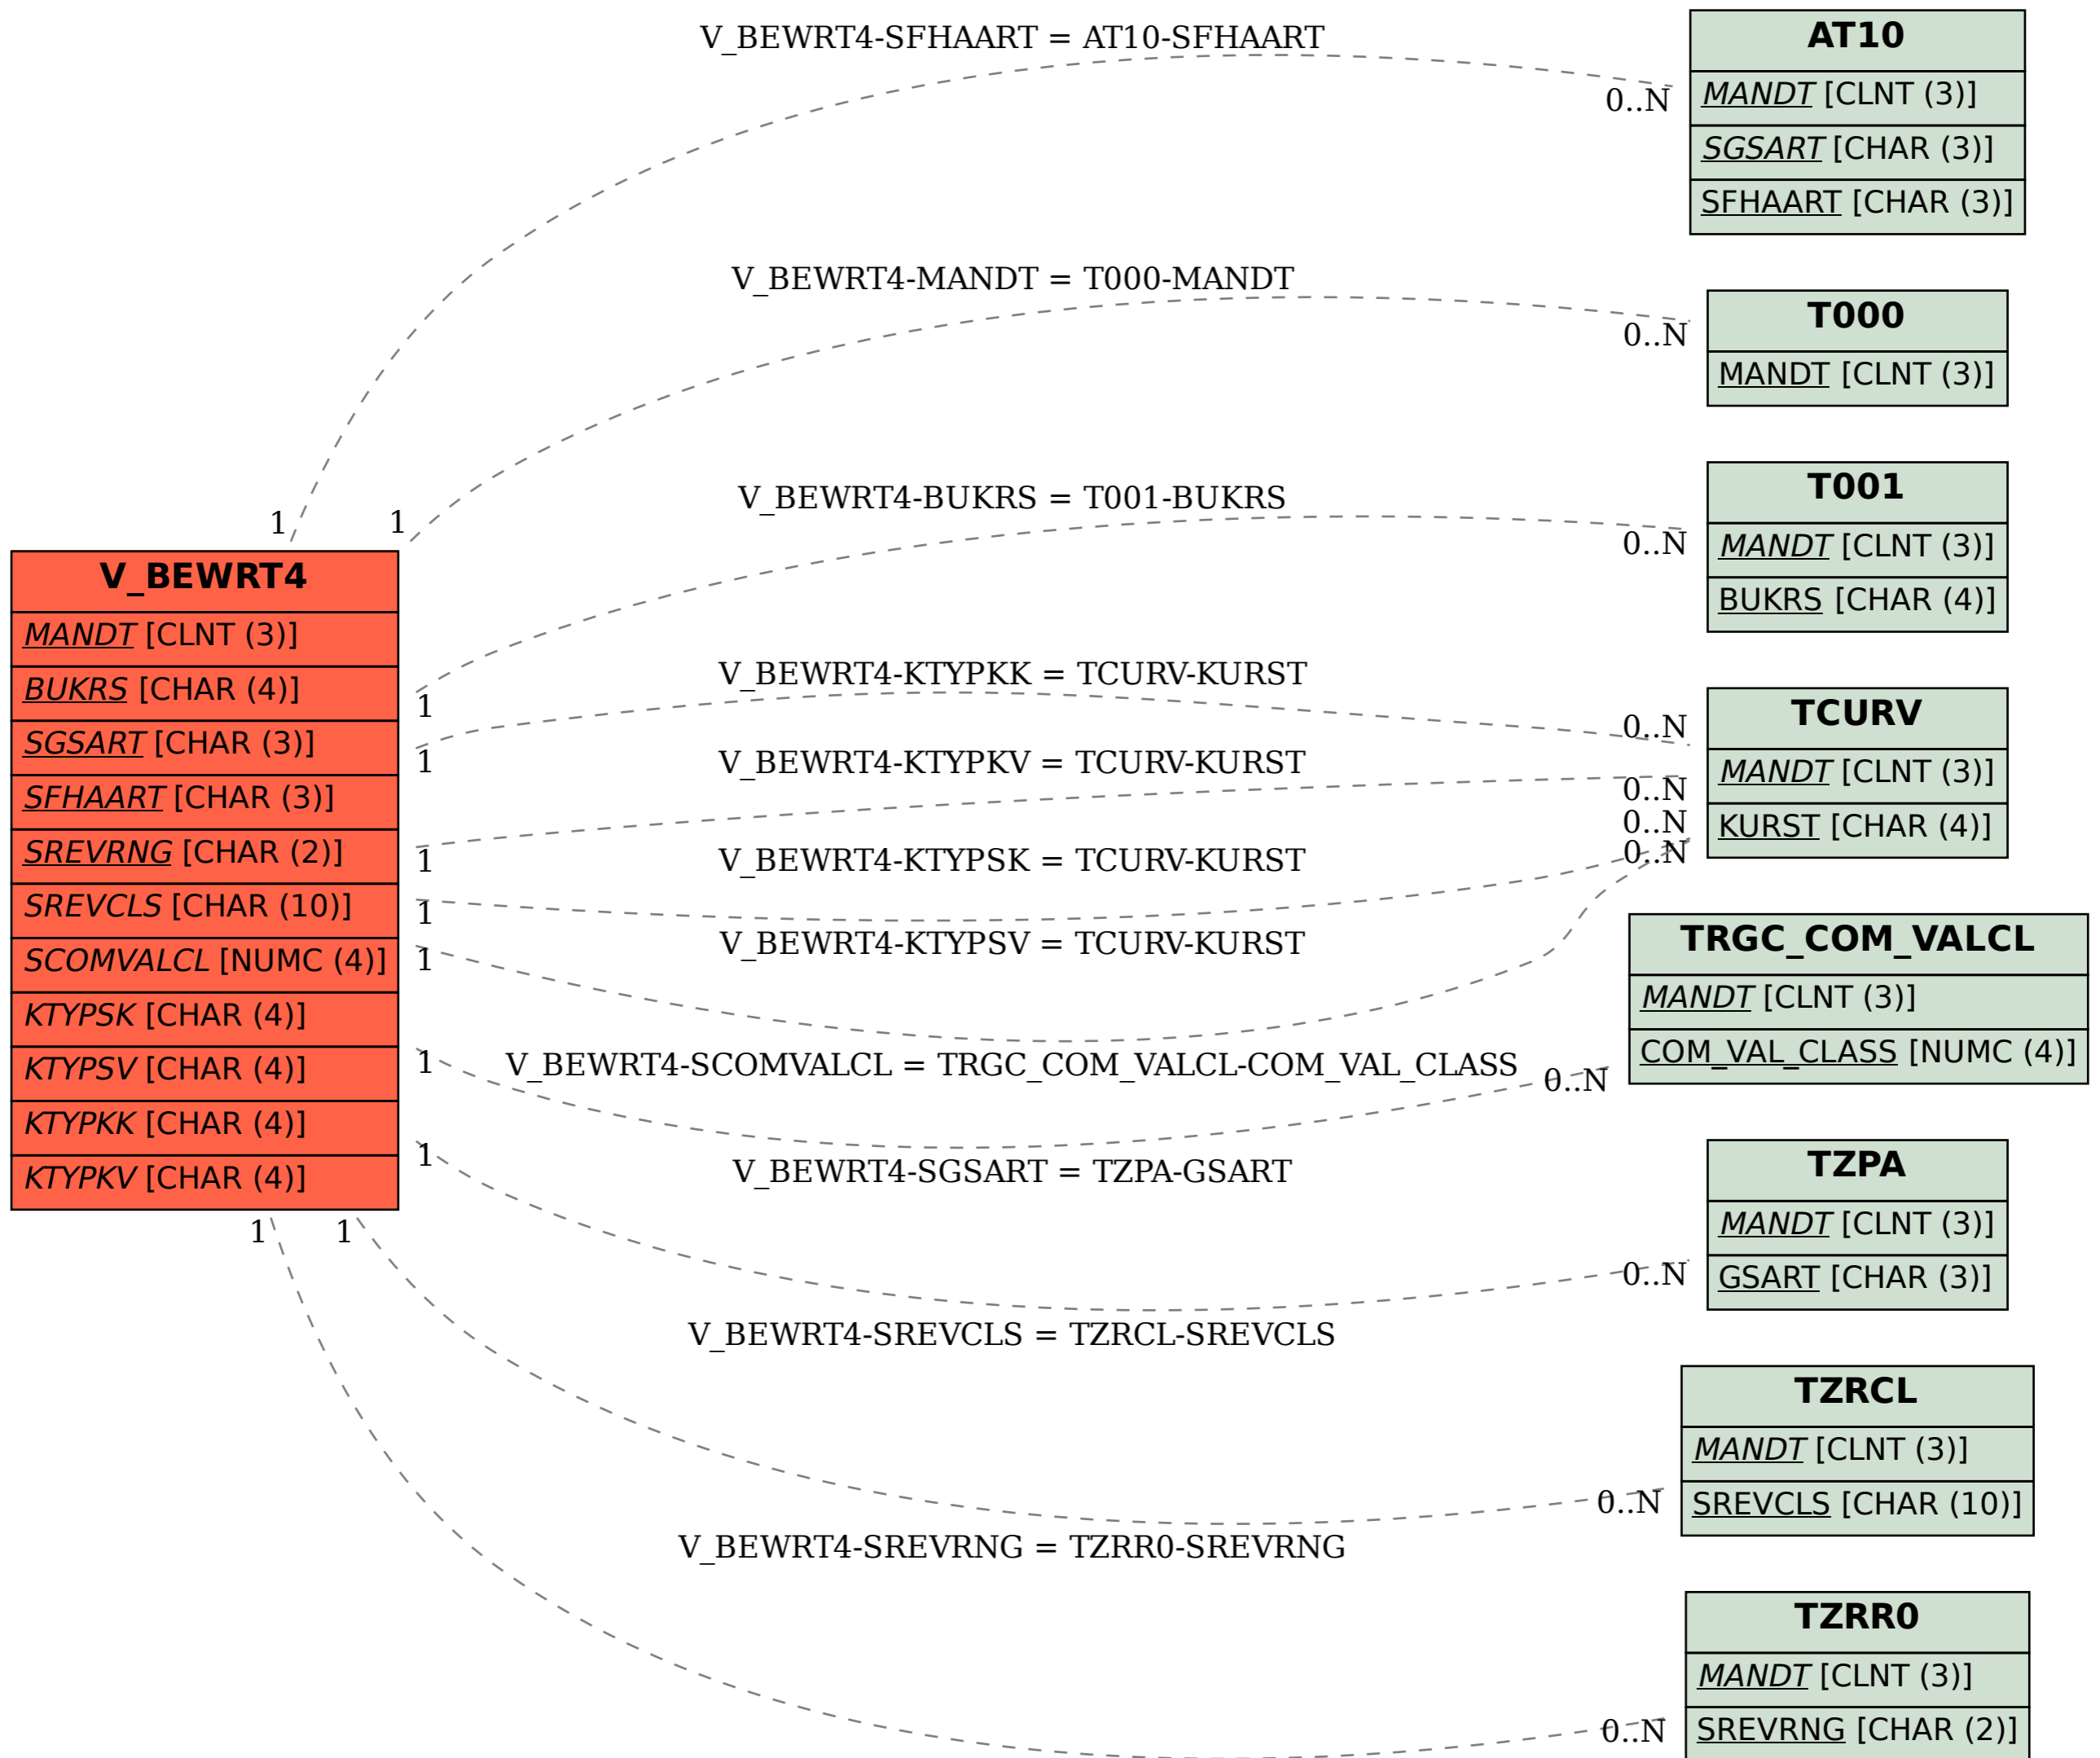 V_BEWRT4-SFHAART = AT10-SFHAART
0..N
AT10
MANDT [CLNT (3)]
SGSART [CHAR (3)]
SFHAART [CHAR (3)]
V_BEWRT4-MANDT = T000-MANDT
0..N
T000
MANDT [CLNT (3)]
V_BEWRT4-BUKRS = T001-BUKRS
0..N
T001
MANDT [CLNT (3)]
BUKRS [CHAR (4)]
1
1
V_BEWRT4
MANDT [CLNT (3)]
BUKRS [CHAR (4)]
SGSART [CHAR (3)]
SFHAART [CHAR (3)]
SREVRNG [CHAR (2)]
SREVCLS [CHAR (10)]
SCOMVALCL [NUMC (4)]
KTYPSK [CHAR (4)]
KTYPSV [CHAR (4)]
KTYPKK [CHAR (4)]
KTYPKV [CHAR (4)]
1
1
1
1
1
1
1
1
1
V_BEWRT4-KTYPKK = TCURV-KURST
0..N
V_BEWRT4-KTYPKV = TCURV-KURST
0..N
0..N
V_BEWRT4-KTYPSK = TCURV-KURST
0..N
V_BEWRT4-KTYPSV = TCURV-KURST
TCURV
MANDT [CLNT (3)]
KURST [CHAR (4)]
V_BEWRT4-SCOMVALCL = TRGC_COM_VALCL-COM_VAL_CLASS
0..N
TRGC_COM_VALCL
MANDT [CLNT (3)]
COM_VAL_CLASS [NUMC (4)]
V_BEWRT4-SGSART = TZPA-GSART
0..N
TZPA
MANDT [CLNT (3)]
GSART [CHAR (3)]
V_BEWRT4-SREVCLS = TZRCL-SREVCLS
0..N
TZRCL
MANDT [CLNT (3)]
SREVCLS [CHAR (10)]
V_BEWRT4-SREVRNG = TZRR0-SREVRNG
0..N
TZRR0
MANDT [CLNT (3)]
SREVRNG [CHAR (2)]